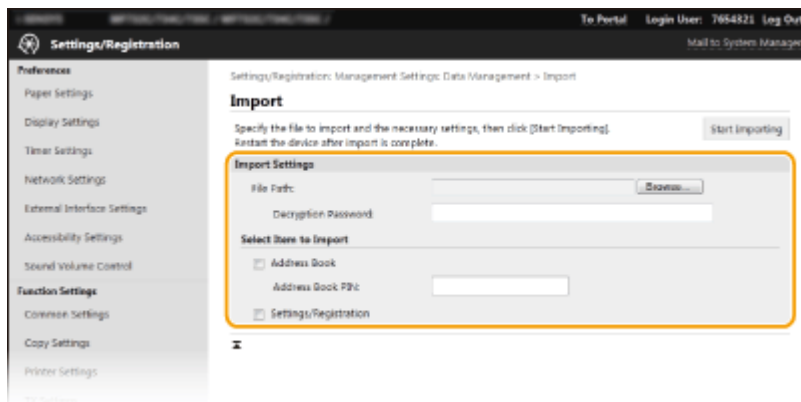 To Portal Login User: 7654321 Log Out
Settings/Registration
Mail to System Manager
Preferences
Paper Settings
Display Settings
Timer Settings
Network Settings
External Interface Settings
Accessibility Settings
Sound Volume Control
Function Settings
Common Settings
Copy Settings
Printer Settings
Settings/Registration: Management Settings: Data Management > Import
Import
Specify the file to import and the necessary settings, then click [Start Importing].
Restart the device after import is complete.
Start Importing
Import Settings
File Path:
Browse...
Decryption Password:
Select Item to Import
Address Book
Address Book PIN:
Settings/Registration